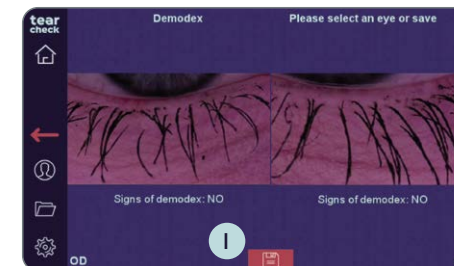 tear
check
Demodex
Please select an eye or save
Signs of demodex: NO
Signs of demodex: NO
I
OD